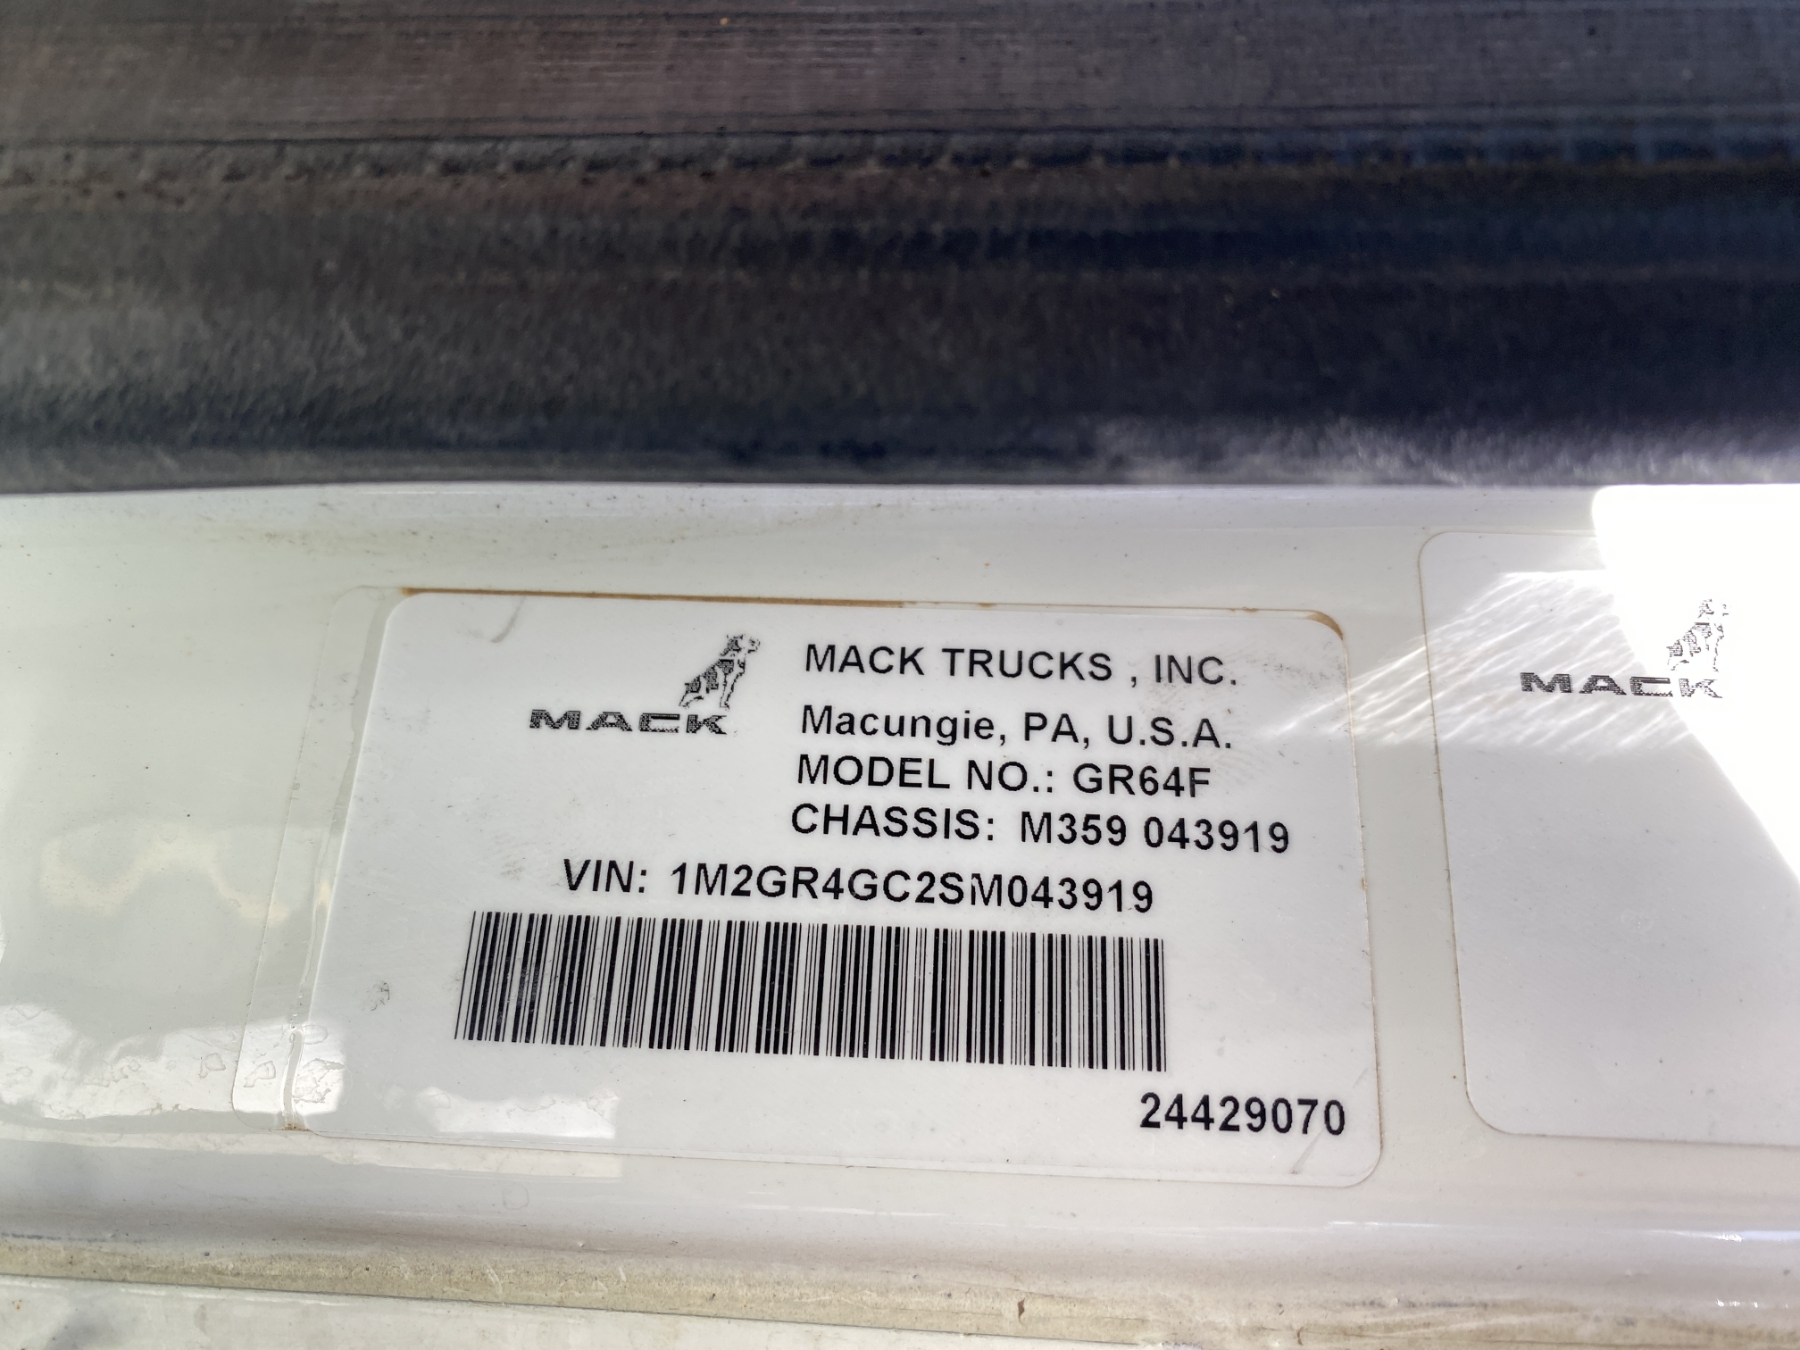 MACK
MACK TRUCKS , INC.
Macungie, PA, U.S.A.
MODEL NO.: GR64F
CHASSIS: M359 043919
VIN: 1M2GR4GC2SM043919
24429070
MACK